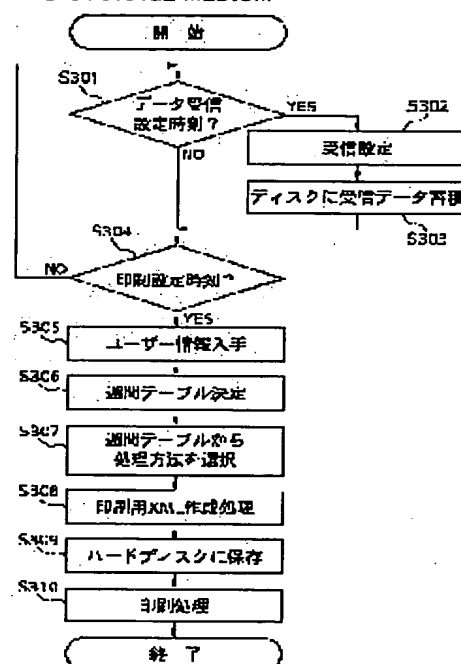 開 始
S301
データ受信
設定時刻?
YES
S302
受信設定
NO
ディスクに受信データ蓄積
S303
S304
NO
印刷設定時刻?
YES
S305
ユーザー情報入手
S306
週間テーブル決定
S307
週間テーブルから
処理方法を選択
S308
印刷用XML作成処理
S309
ハードディスクに保存
S310
印刷処理
終 了